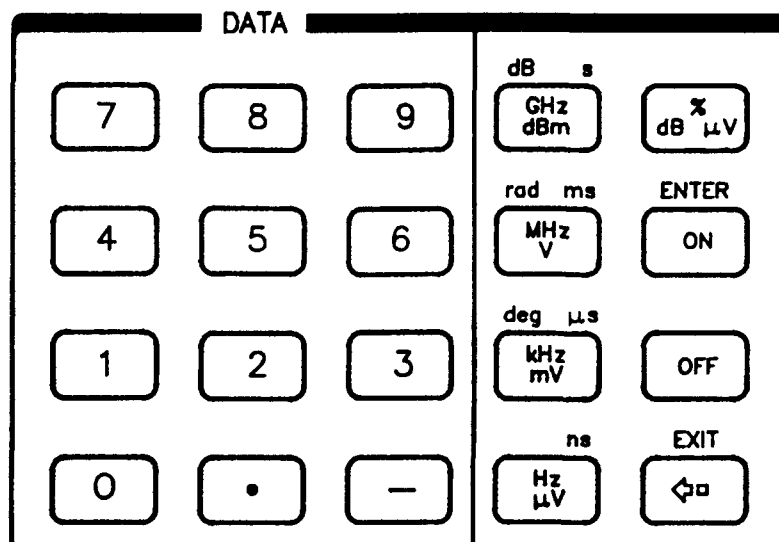 DATA
dB s
7 8 9 GHz %
dBm dB μV
rad ms ENTER
4 5 6 MHz ON
V
deg μs
1 2 3 kHz OFF
mV
ns EXIT
0 . − Hz
μV